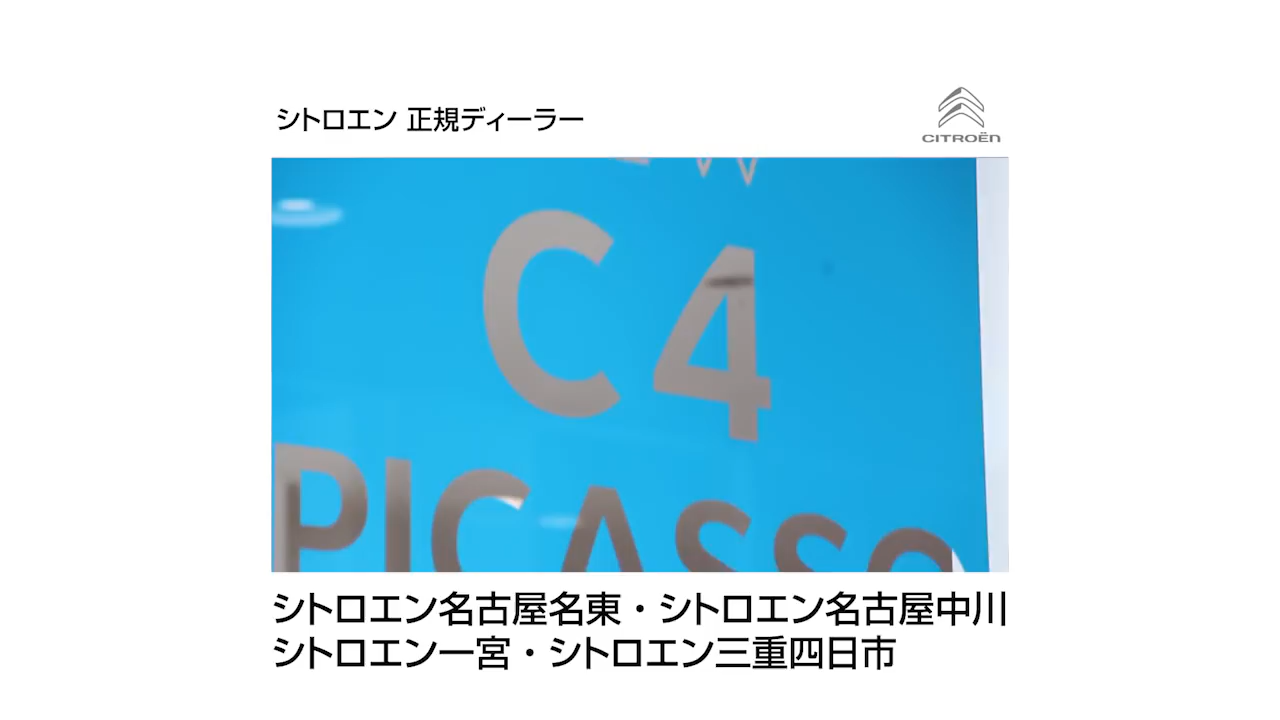 シトロエン 正規ディーラー
CITROËN
C4
PICASSO
シトロエン名古屋名東・シトロエン名古屋中川
シトロエン一宮・シトロエン三重四日市